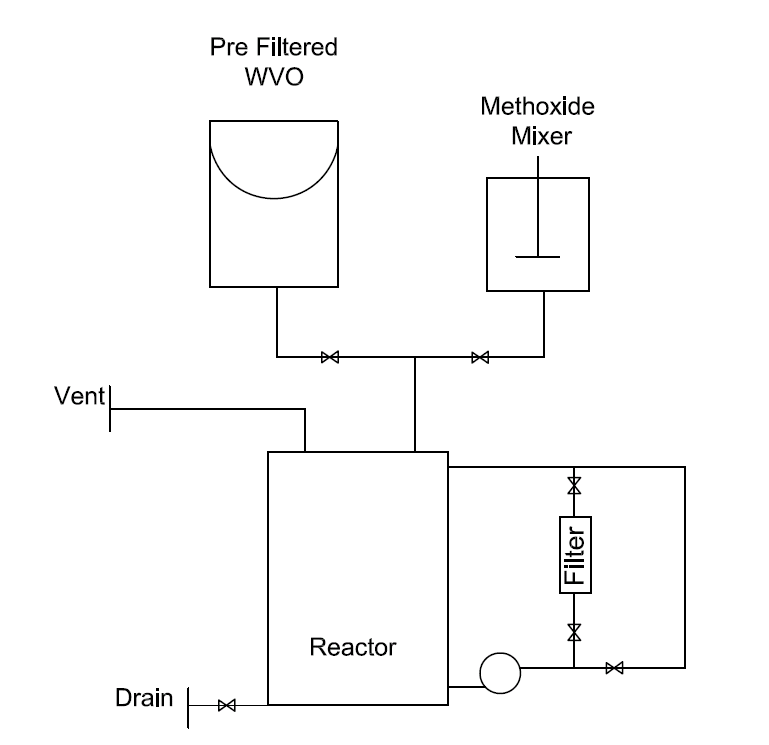 Pre Filtered
WVO
Methoxide
Mixer
Vent
Filter
Reactor
Drain